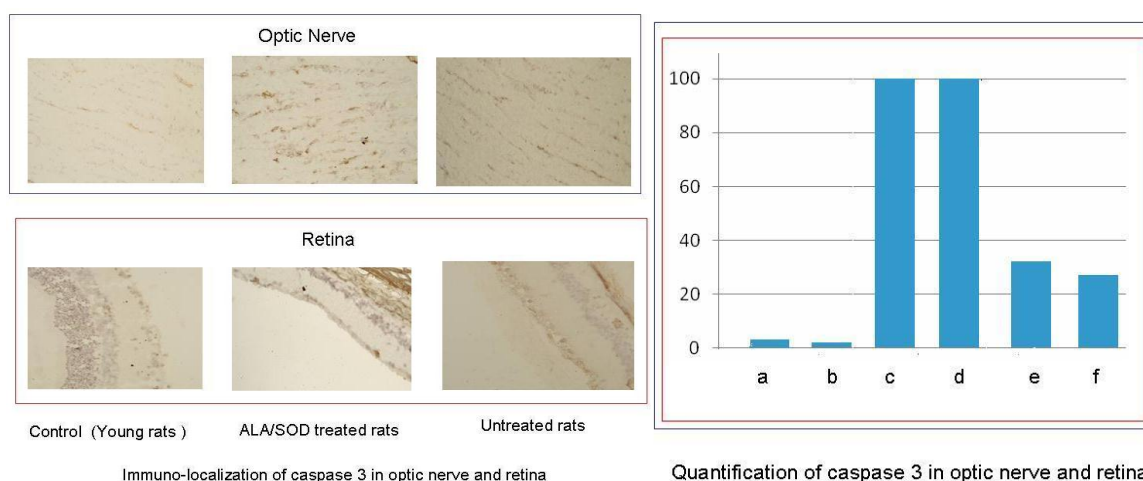 Optic Nerve
Retina
Control (Young rats )
ALA/SOD treated rats
Untreated rats
Immuno-localization of caspase 3 in optic nerve and retina
100
80
60
40
20
0
a
b
c
d
e
f
Quantification of caspase 3 in optic nerve and retina